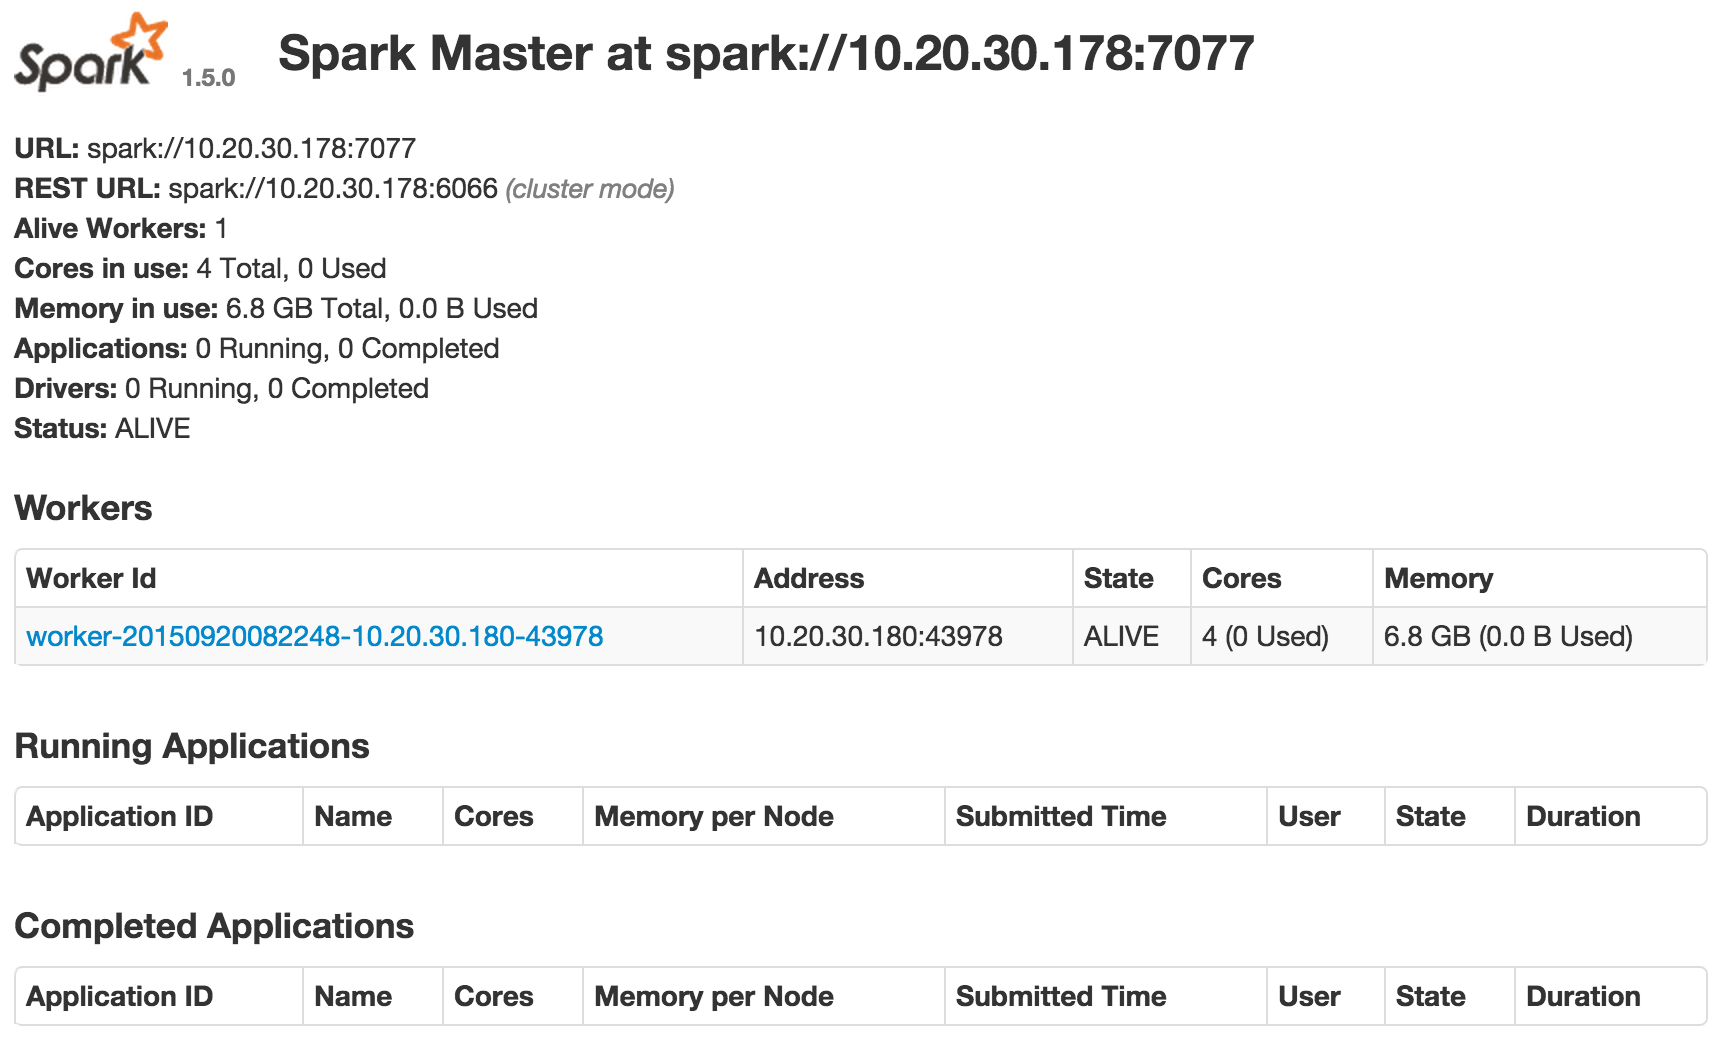 Spark 1.5.0 Spark Master at spark://10.20.30.178:7077
URL: spark://10.20.30.178:7077
REST URL: spark://10.20.30.178:6066 (cluster mode)
Alive Workers: 1
Cores in use: 4 Total, 0 Used
Memory in use: 6.8 GB Total, 0.0 B Used
Applications: 0 Running, 0 Completed
Drivers: 0 Running, 0 Completed
Status: ALIVE
Workers
Worker Id Address State Cores Memory
worker-20150920082248-10.20.30.180-43978 10.20.30.180:43978 ALIVE 4 (0 Used) 6.8 GB (0.0 B Used)
Running Applications
Application ID Name Cores Memory per Node Submitted Time User State Duration
Completed Applications
Application ID Name Cores Memory per Node Submitted Time User State Duration